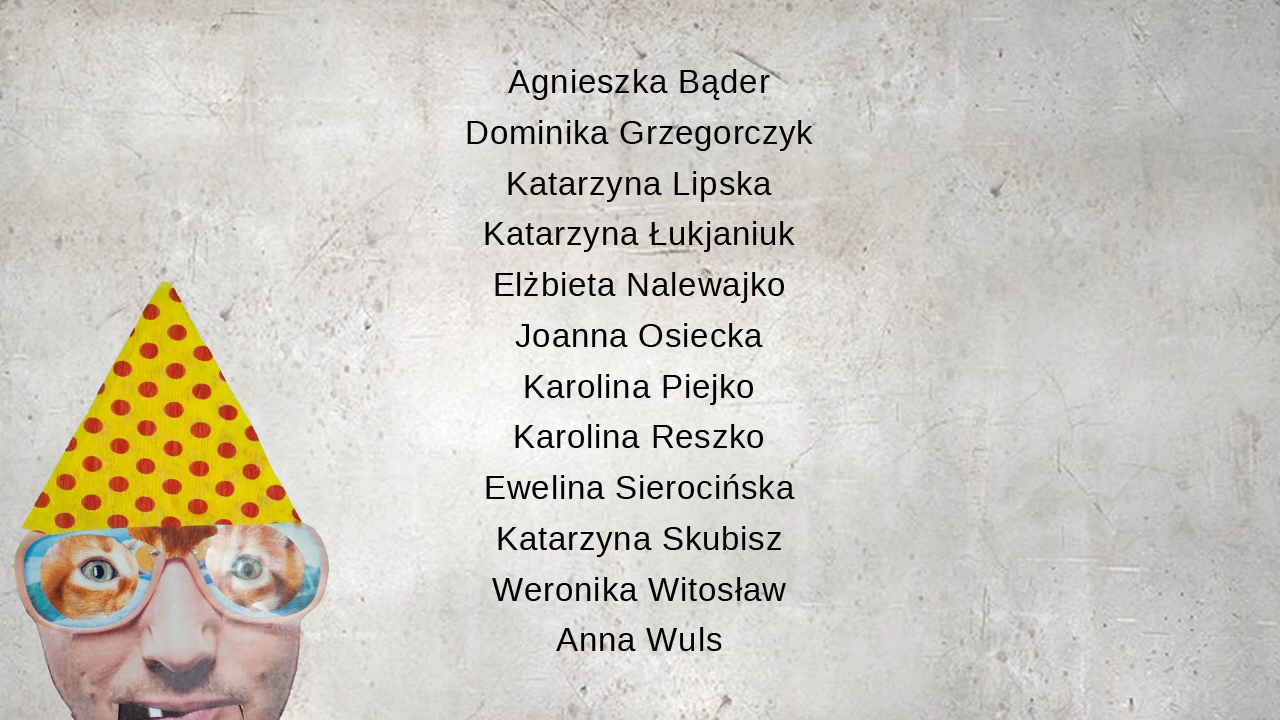 Agnieszka Bąder
Dominika Grzegorczyk
Katarzyna Lipska
Katarzyna Łukjaniuk
Elżbieta Nalewajko
Joanna Osiecka
Karolina Piejko
Karolina Reszko
Ewelina Sierocińska
Katarzyna Skubisz
Weronika Witosław
Anna Wuls